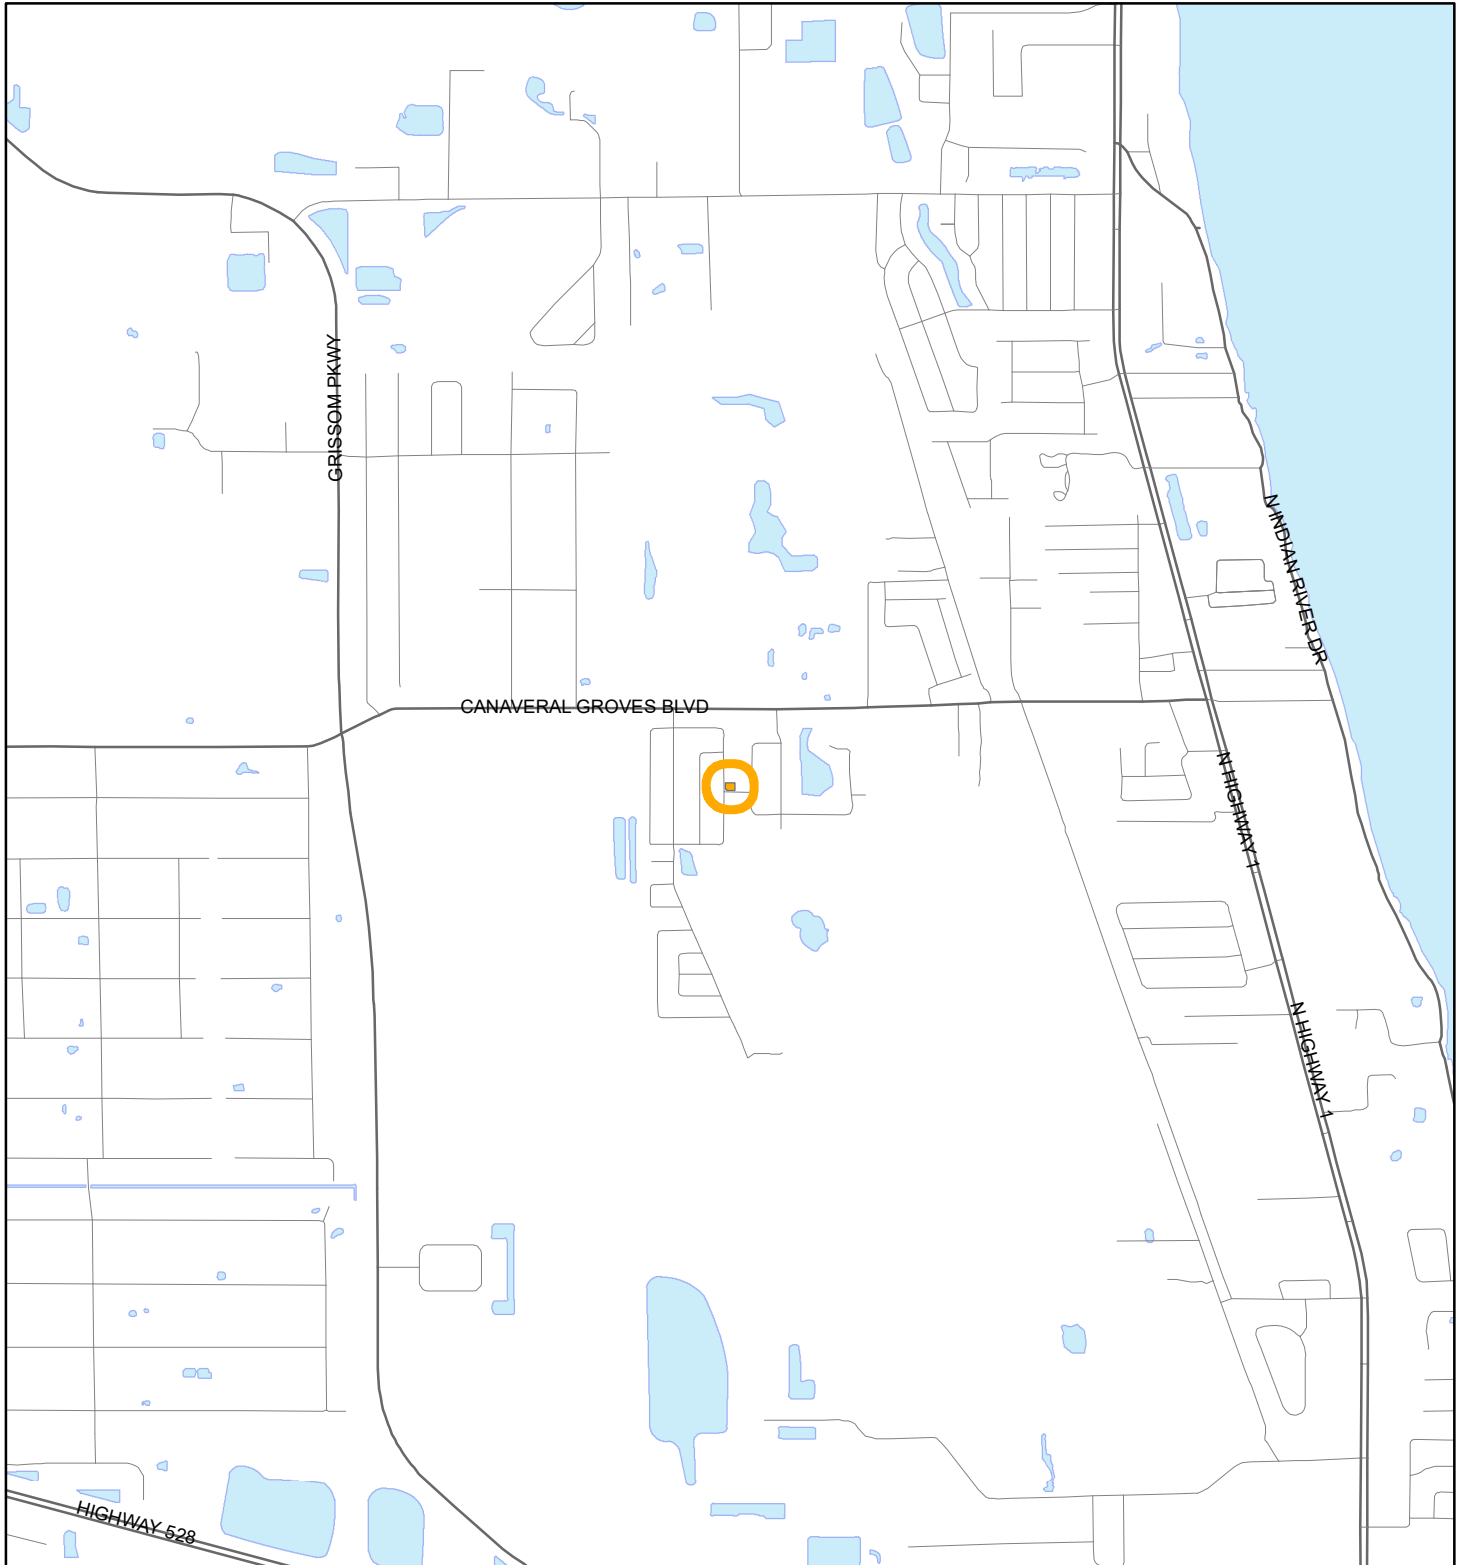 GRISSOM PKWY
N INDIAN RIVER DR
CANAVERAL GROVES BLVD
N HIGHWAY 1
N HIGHWAY 1
HIGHWAY 528